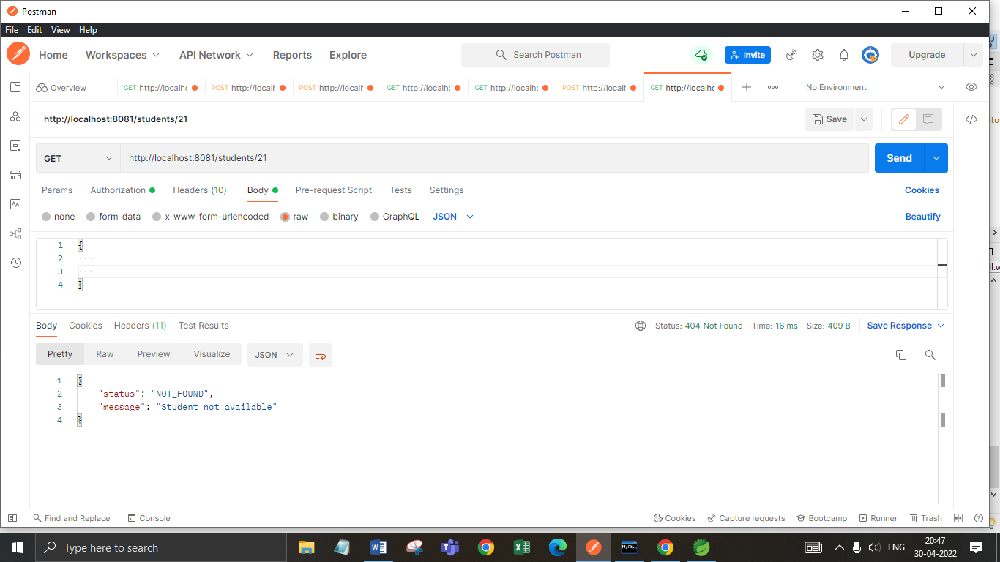 Postman
File Edit View Help
Home Workspaces API Network Reports Explore Search Postman Invite Upgrade
Overview GET http://localhc POST http://localh POST http://localh GET http://localhc GET http://localhc POST http://localh GET http://localhc No Environment
http://localhost:8081/students/21 Save
GET http://localhost:8081/students/21 Send
Params Authorization Headers (10) Body Pre-request Script Tests Settings Cookies
none form-data x-www-form-urlencoded raw binary GraphQL JSON Beautify
1 {
2
3
4 }
Body Cookies Headers (11) Test Results Status: 404 Not Found Time: 16 ms Size: 409 B Save Response
Pretty Raw Preview Visualize JSON
1 {
2 "status": "NOT_FOUND",
3 "message": "Student not available"
4 }
Find and Replace Console Cookies Capture requests Bootcamp Runner Trash
Type here to search ENG 20:47
30-04-2022